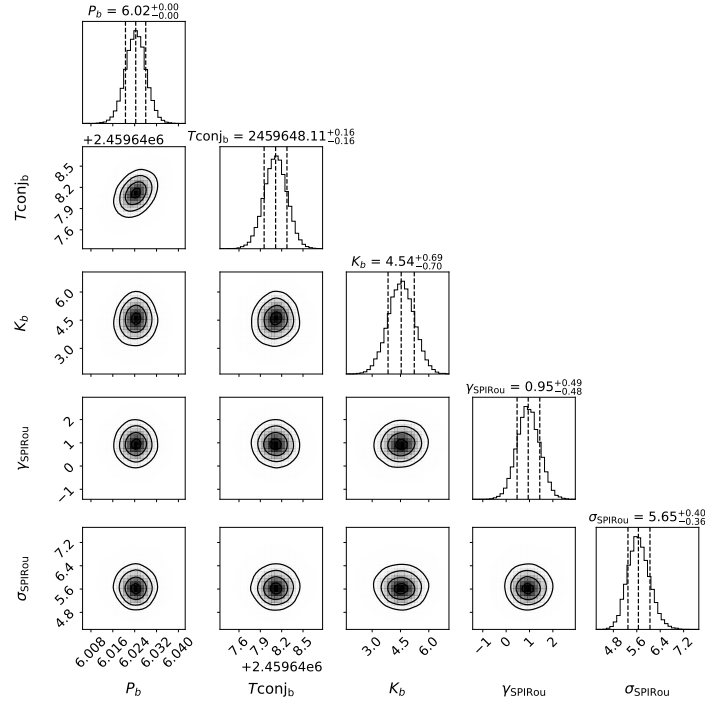 P_b = 6.02^{+0.00}_{-0.00}
+2.45964e6
Tconj_b = 2459648.11^{+0.16}_{-0.16}
Tconj_b
8.5
8.2
7.9
7.6
K_b = 4.54^{+0.69}_{-0.70}
K_b
6.0
4.5
3.0
γ_SPIRou = 0.95^{+0.49}_{-0.48}
γ_SPIRou
2
1
0
−1
σ_SPIRou = 5.65^{+0.40}_{-0.36}
σ_SPIRou
7.2
6.4
5.6
4.8
6.008 6.016 6.024 6.032 6.040
7.6 7.9 8.2 8.5
3.0 4.5 6.0
−1 0 1 2
4.8 5.6 6.4 7.2
+2.45964e6
P_b Tconj_b K_b γ_SPIRou σ_SPIRou